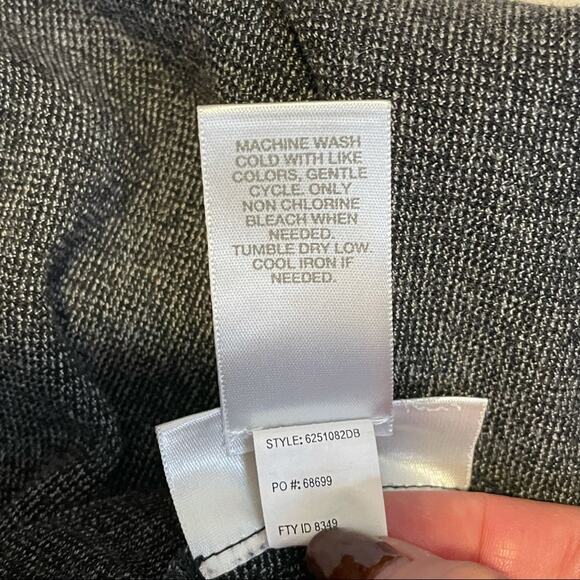 MACHINE WASH
COLD WITH LIKE
COLORS, GENTLE
CYCLE. ONLY
NON CHLORINE
BLEACH WHEN
NEEDED.
TUMBLE DRY LOW.
COOL IRON IF
NEEDED.
STYLE: 6251082DB
PO #: 68699
FTY ID 8349